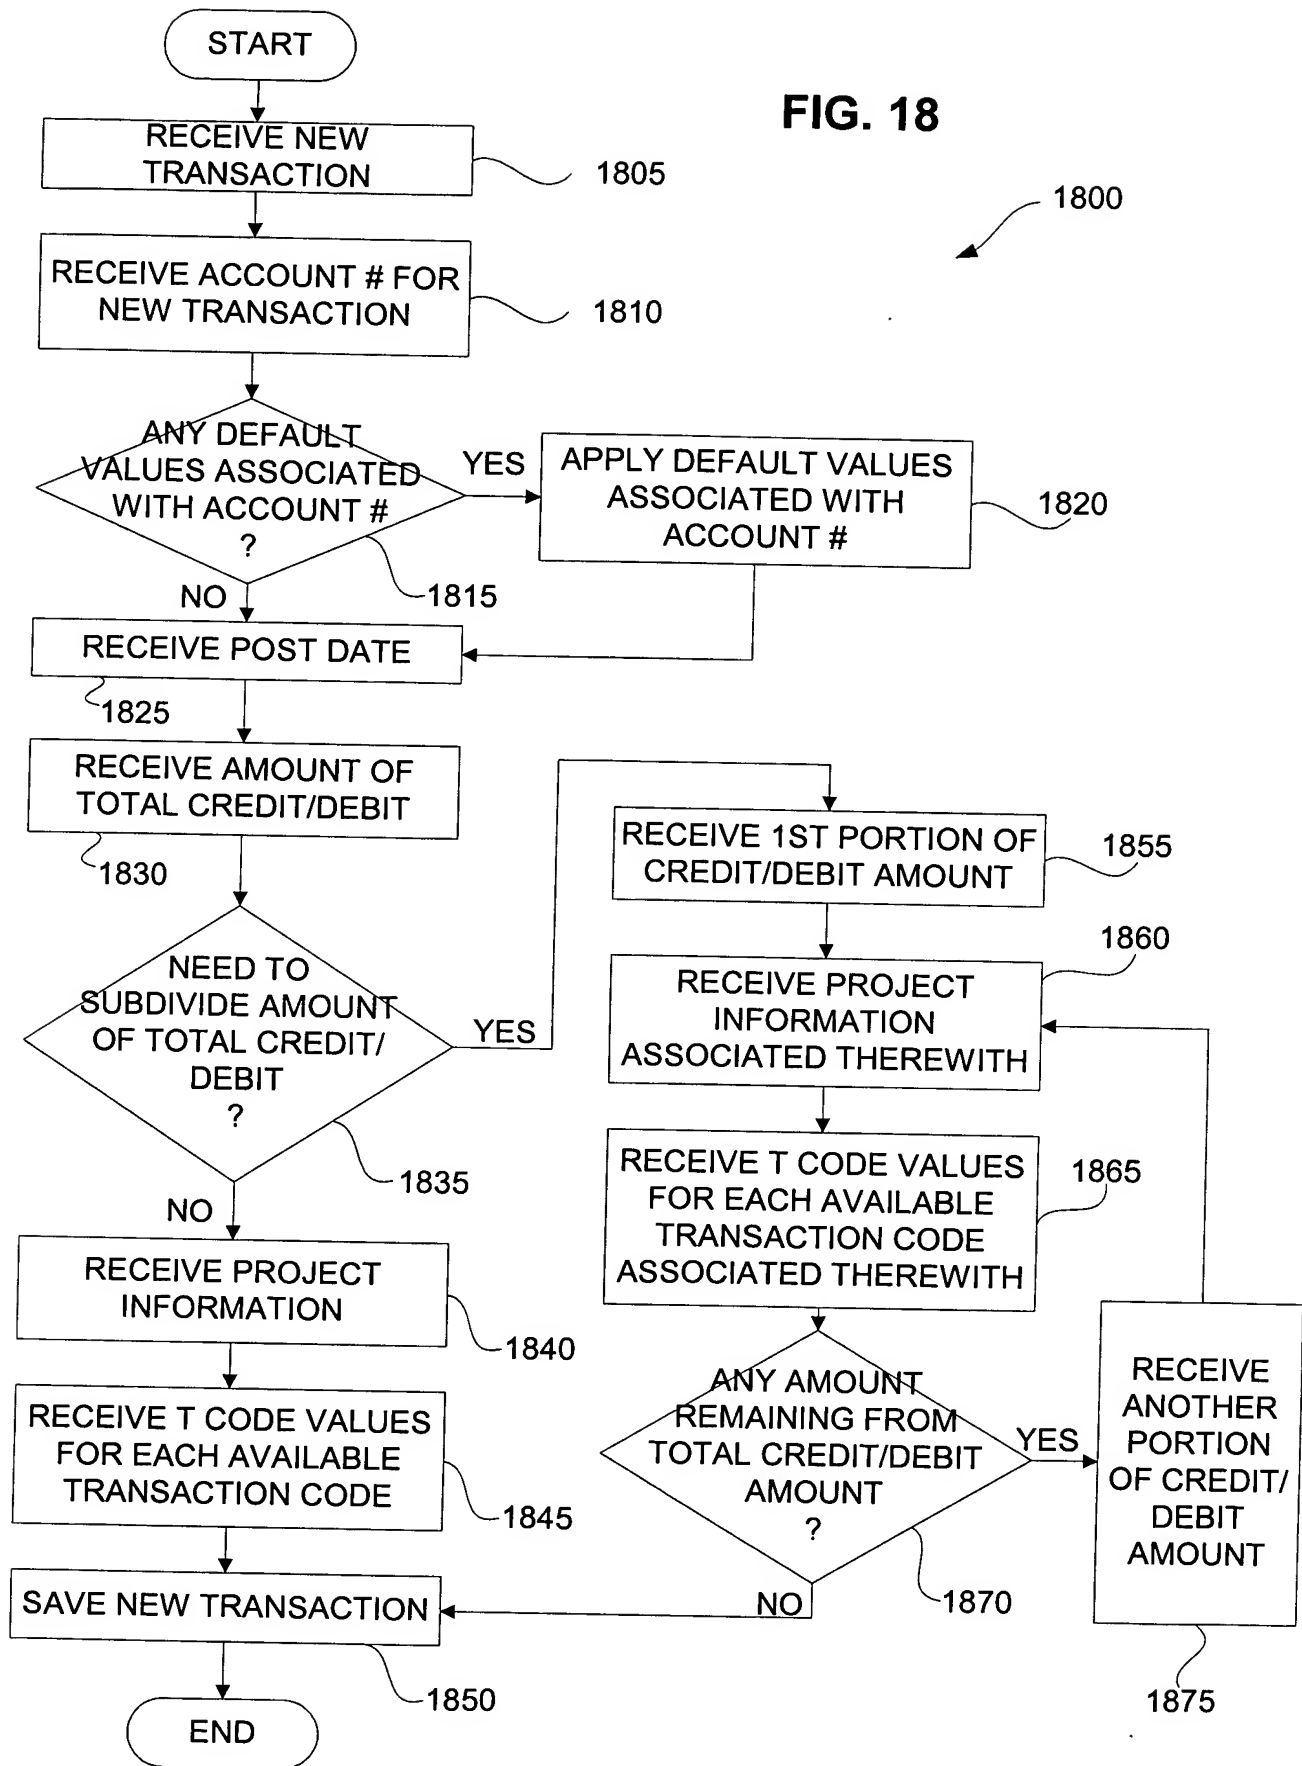 START
FIG. 18
RECEIVE NEW
TRANSACTION
1805
1800
RECEIVE ACCOUNT # FOR
NEW TRANSACTION
1810
ANY DEFAULT
VALUES ASSOCIATED
WITH ACCOUNT #
?
YES
APPLY DEFAULT VALUES
ASSOCIATED WITH
ACCOUNT #
1820
1815
NO
RECEIVE POST DATE
1825
RECEIVE AMOUNT OF
TOTAL CREDIT/DEBIT
1830
NEED TO
SUBDIVIDE AMOUNT
OF TOTAL CREDIT/
DEBIT
?
YES
1835
NO
RECEIVE PROJECT
INFORMATION
1840
RECEIVE T CODE VALUES
FOR EACH AVAILABLE
TRANSACTION CODE
1845
SAVE NEW TRANSACTION
1850
END
RECEIVE 1ST PORTION OF
CREDIT/DEBIT AMOUNT
1855
1860
RECEIVE PROJECT
INFORMATION
ASSOCIATED THEREWITH
RECEIVE T CODE VALUES
FOR EACH AVAILABLE
TRANSACTION CODE
ASSOCIATED THEREWITH
1865
ANY AMOUNT
REMAINING FROM
TOTAL CREDIT/DEBIT
AMOUNT
?
YES
NO
1870
RECEIVE
ANOTHER
PORTION
OF CREDIT/
DEBIT
AMOUNT
1875